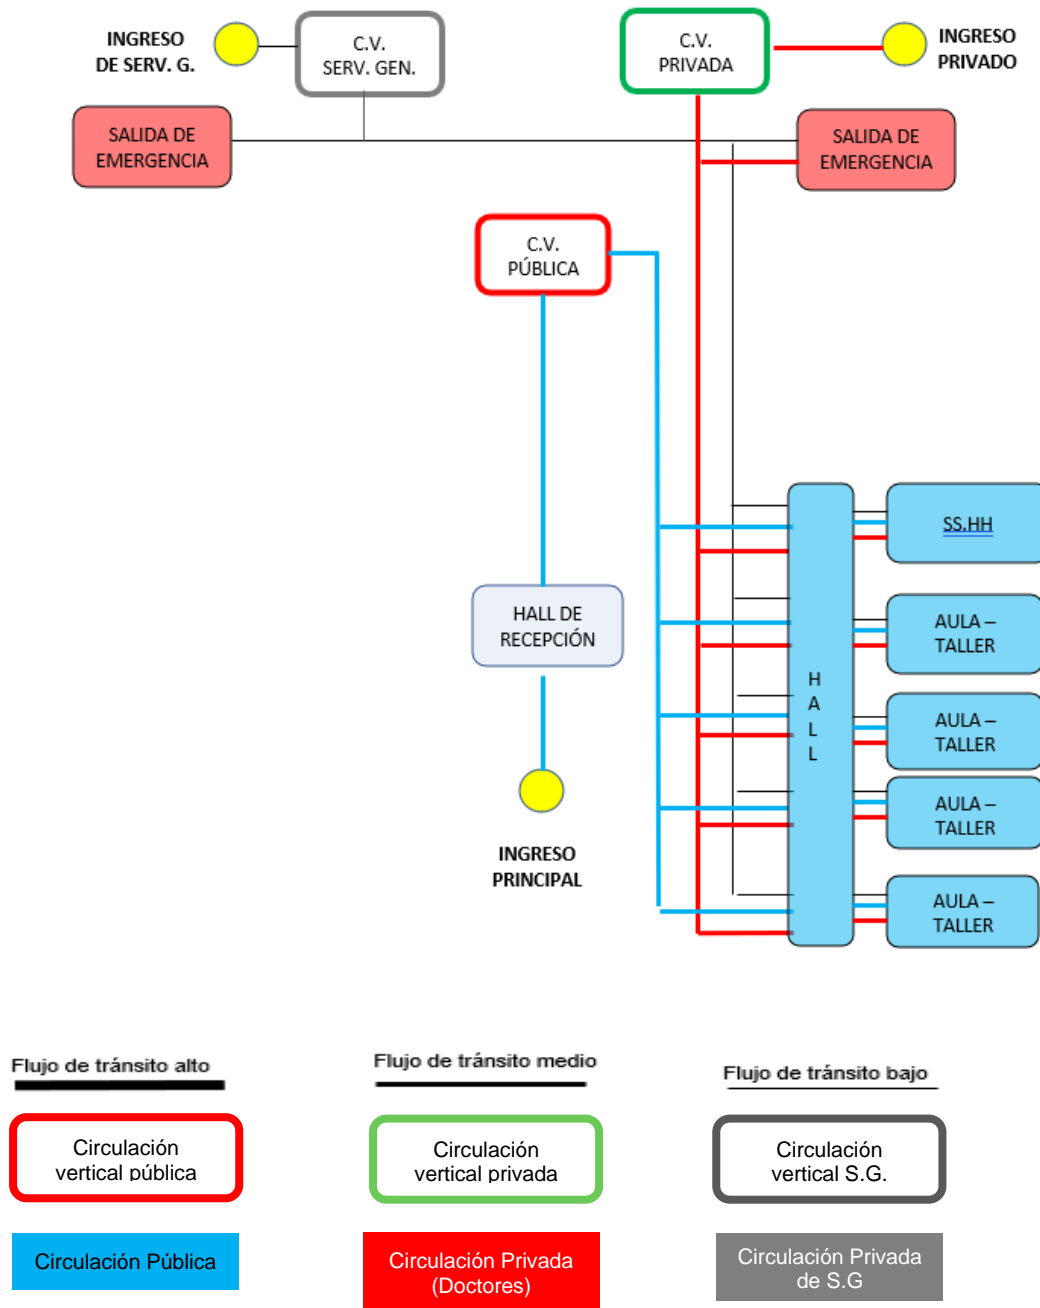 INGRESO
DE SERV. G.
C.V.
SERV. GEN.
C.V.
PRIVADA
INGRESO
PRIVADO
SALIDA DE
EMERGENCIA
SALIDA DE
EMERGENCIA
C.V.
PÚBLICA
HALL DE
RECEPCIÓN
INGRESO
PRINCIPAL
H
A
L
L
SS.HH
AULA –
TALLER
AULA –
TALLER
AULA –
TALLER
AULA –
TALLER
Flujo de tránsito alto
Flujo de tránsito medio
Flujo de tránsito bajo
Circulación
vertical pública
Circulación
vertical privada
Circulación
vertical S.G.
Circulación Pública
Circulación Privada
(Doctores)
Circulación Privada
de S.G